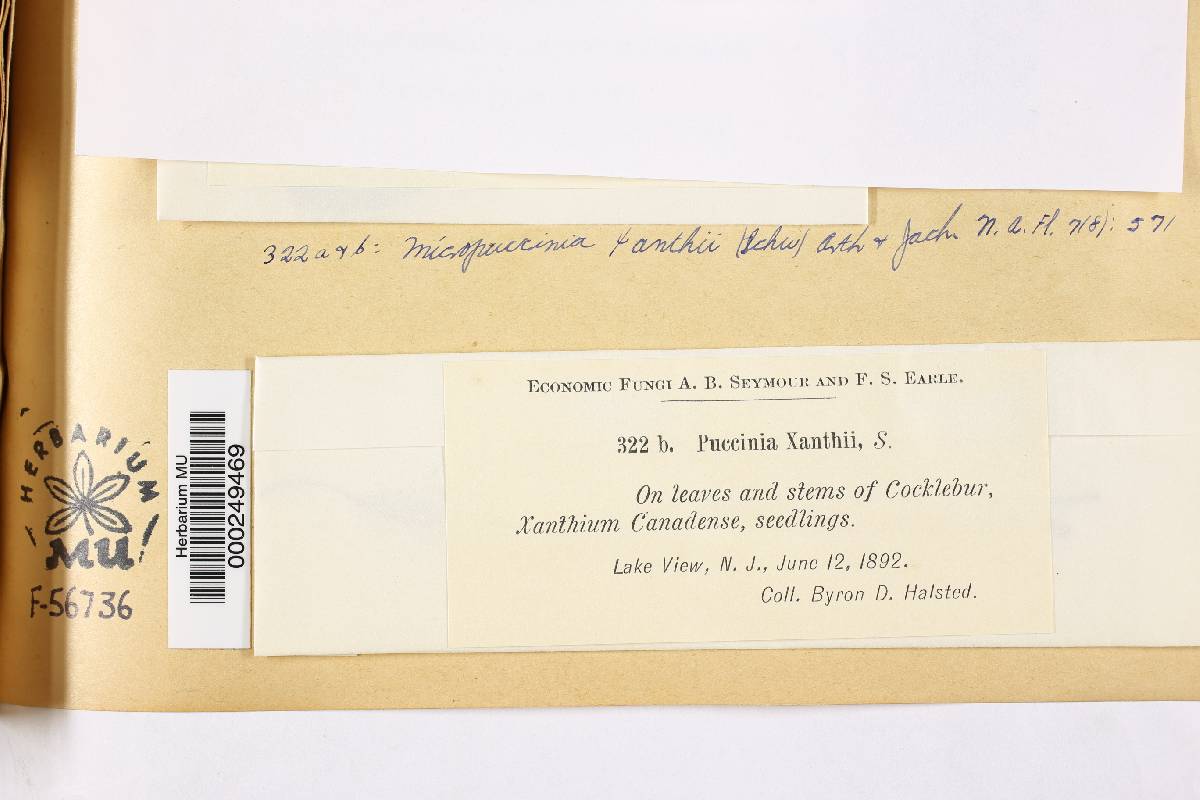 322 a & b: Micropuccinia Xanthii (Schw) Arth & Jack. N. A. Fl. 7(8): 571
ECONOMIC FUNGI A. B. SEYMOUR AND F. S. EARLE.
322 b. Puccinia Xanthii, S.
On leaves and stems of Cocklebur,
Xanthium Canadense, seedlings.
Lake View, N. J., June 12, 1892.
Coll. Byron D. Halsted.
HERBARIUM
MU
F-56736
Herbarium MU
000249469